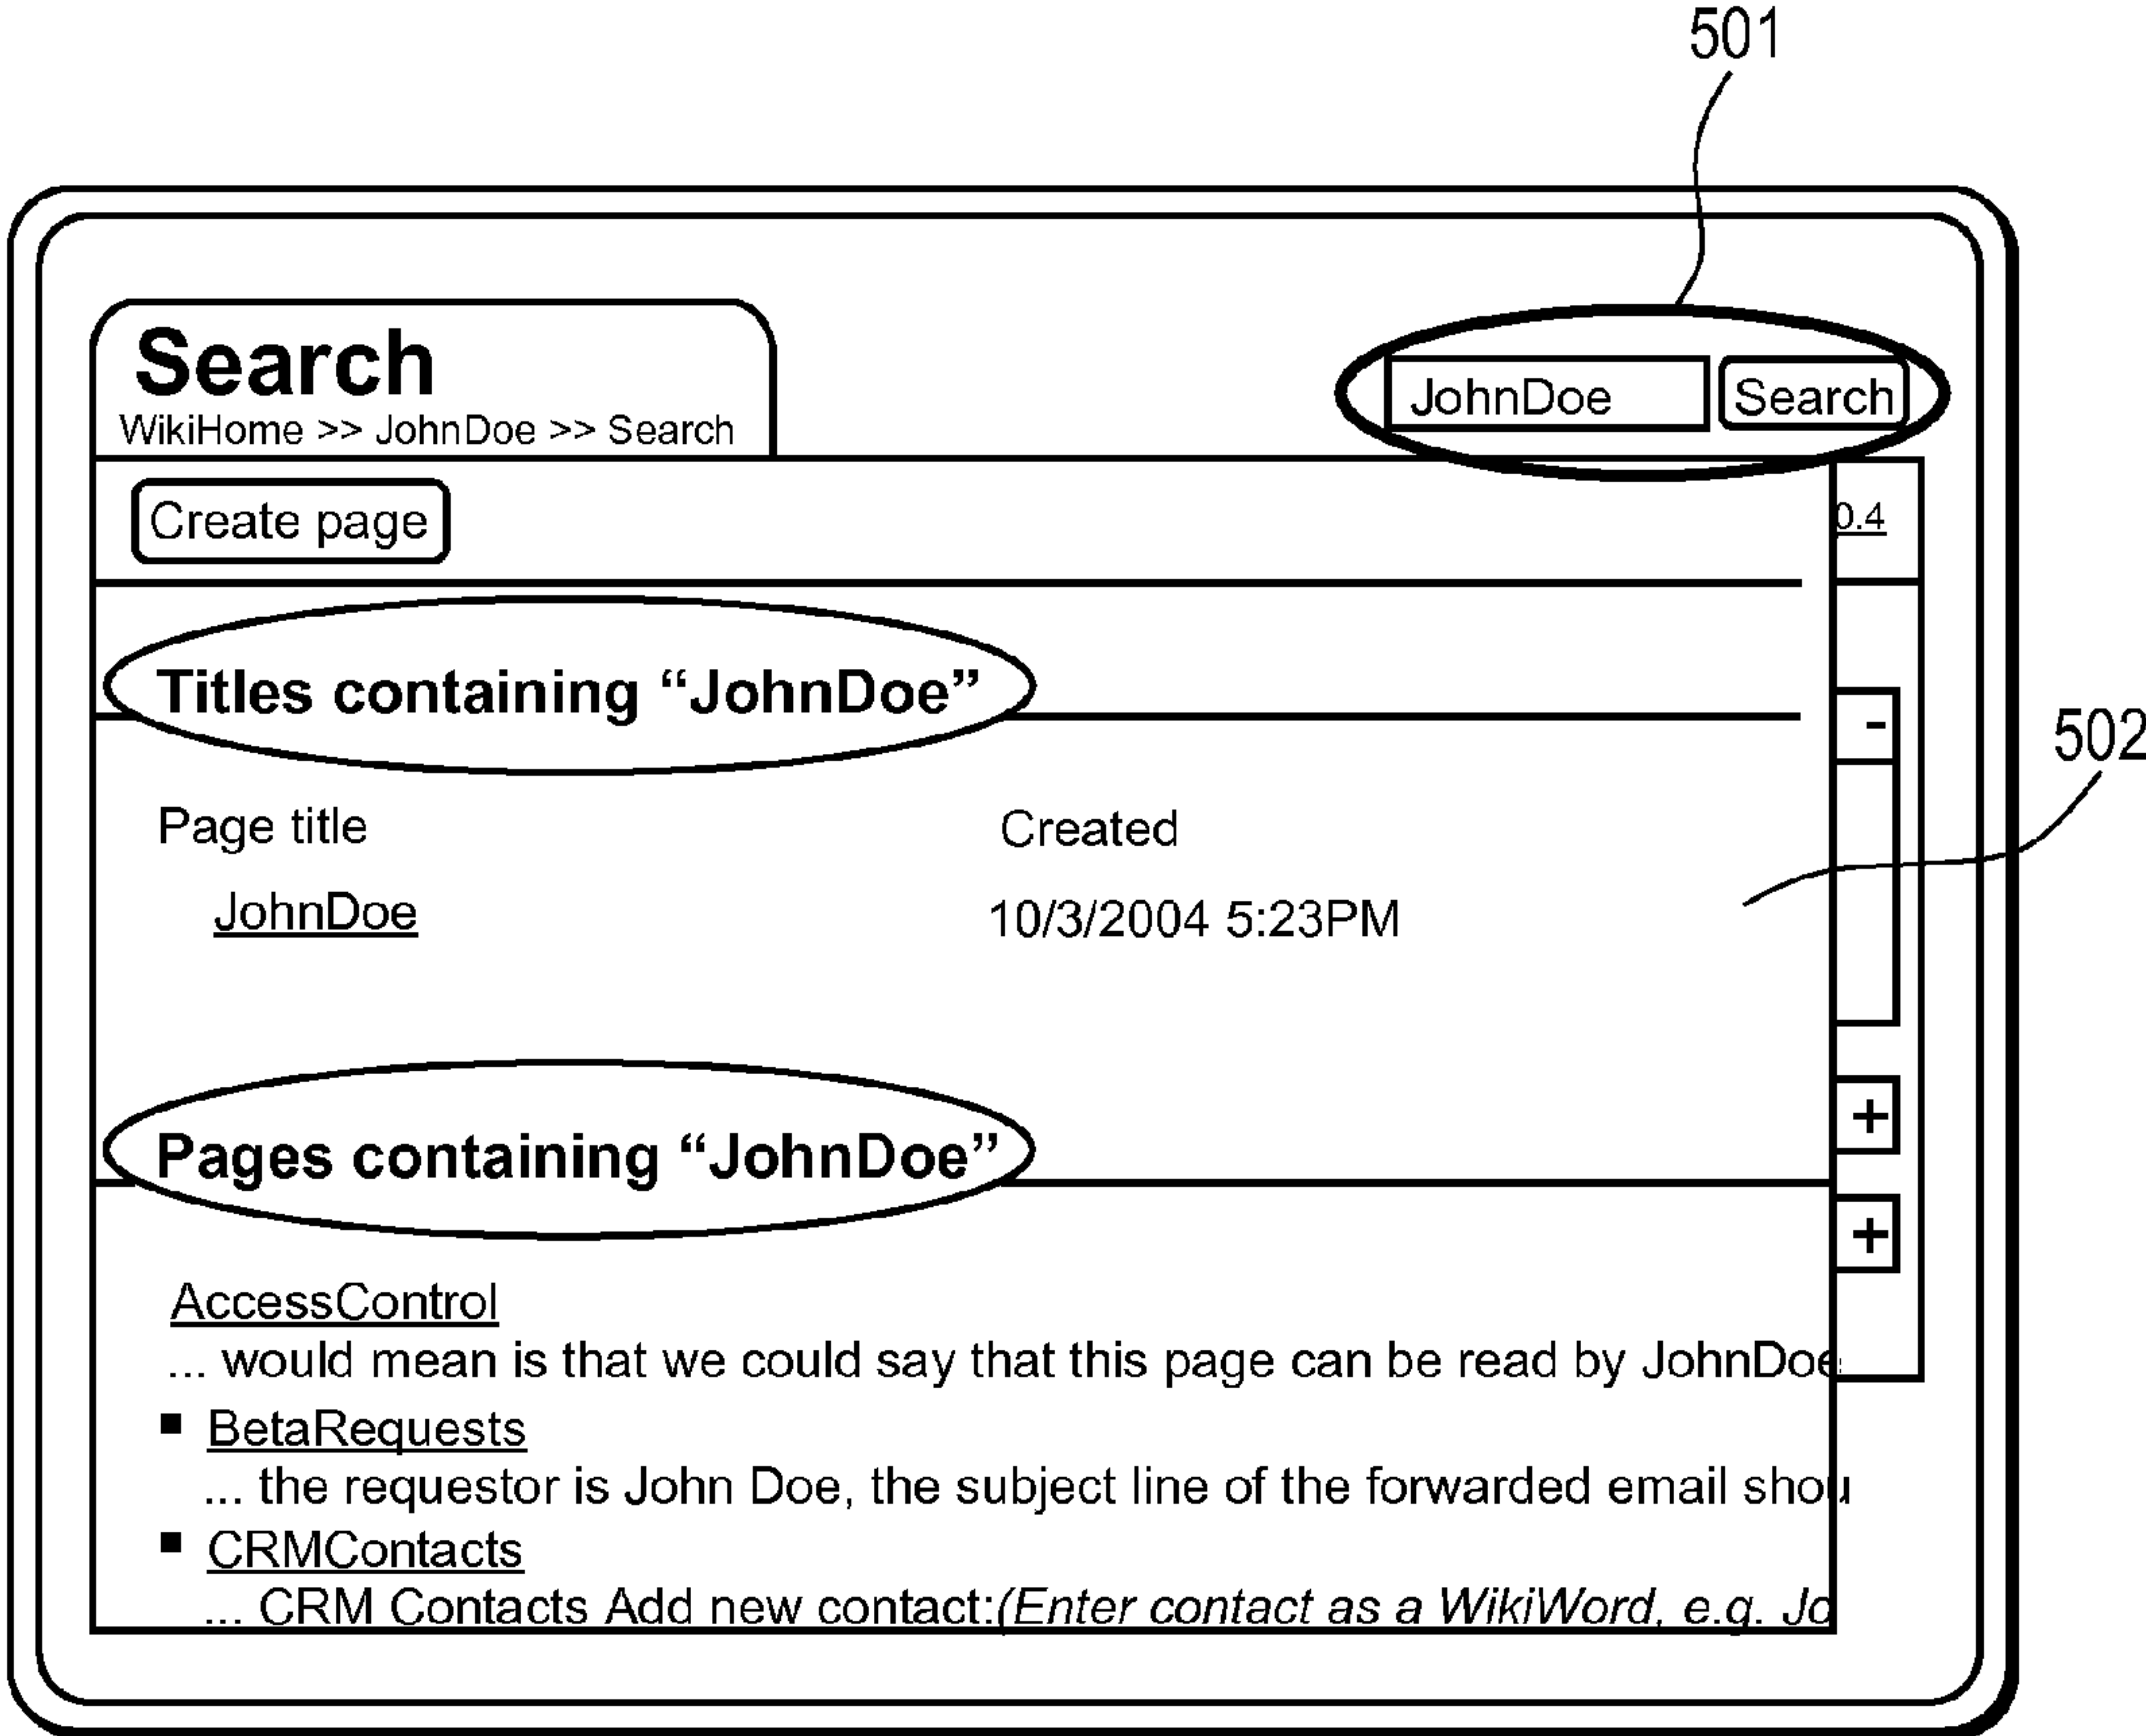 501
Search
WikiHome >> JohnDoe >> Search
JohnDoe Search
Create page
0.4
Titles containing “JohnDoe”
-
502
Page title Created
JohnDoe 10/3/2004 5:23PM
+
Pages containing “JohnDoe”
+
AccessControl
... would mean is that we could say that this page can be read by JohnDoe
■ BetaRequests
... the requestor is John Doe, the subject line of the forwarded email shou
■ CRMContacts
... CRM Contacts Add new contact:(Enter contact as a WikiWord, e.g. Jo